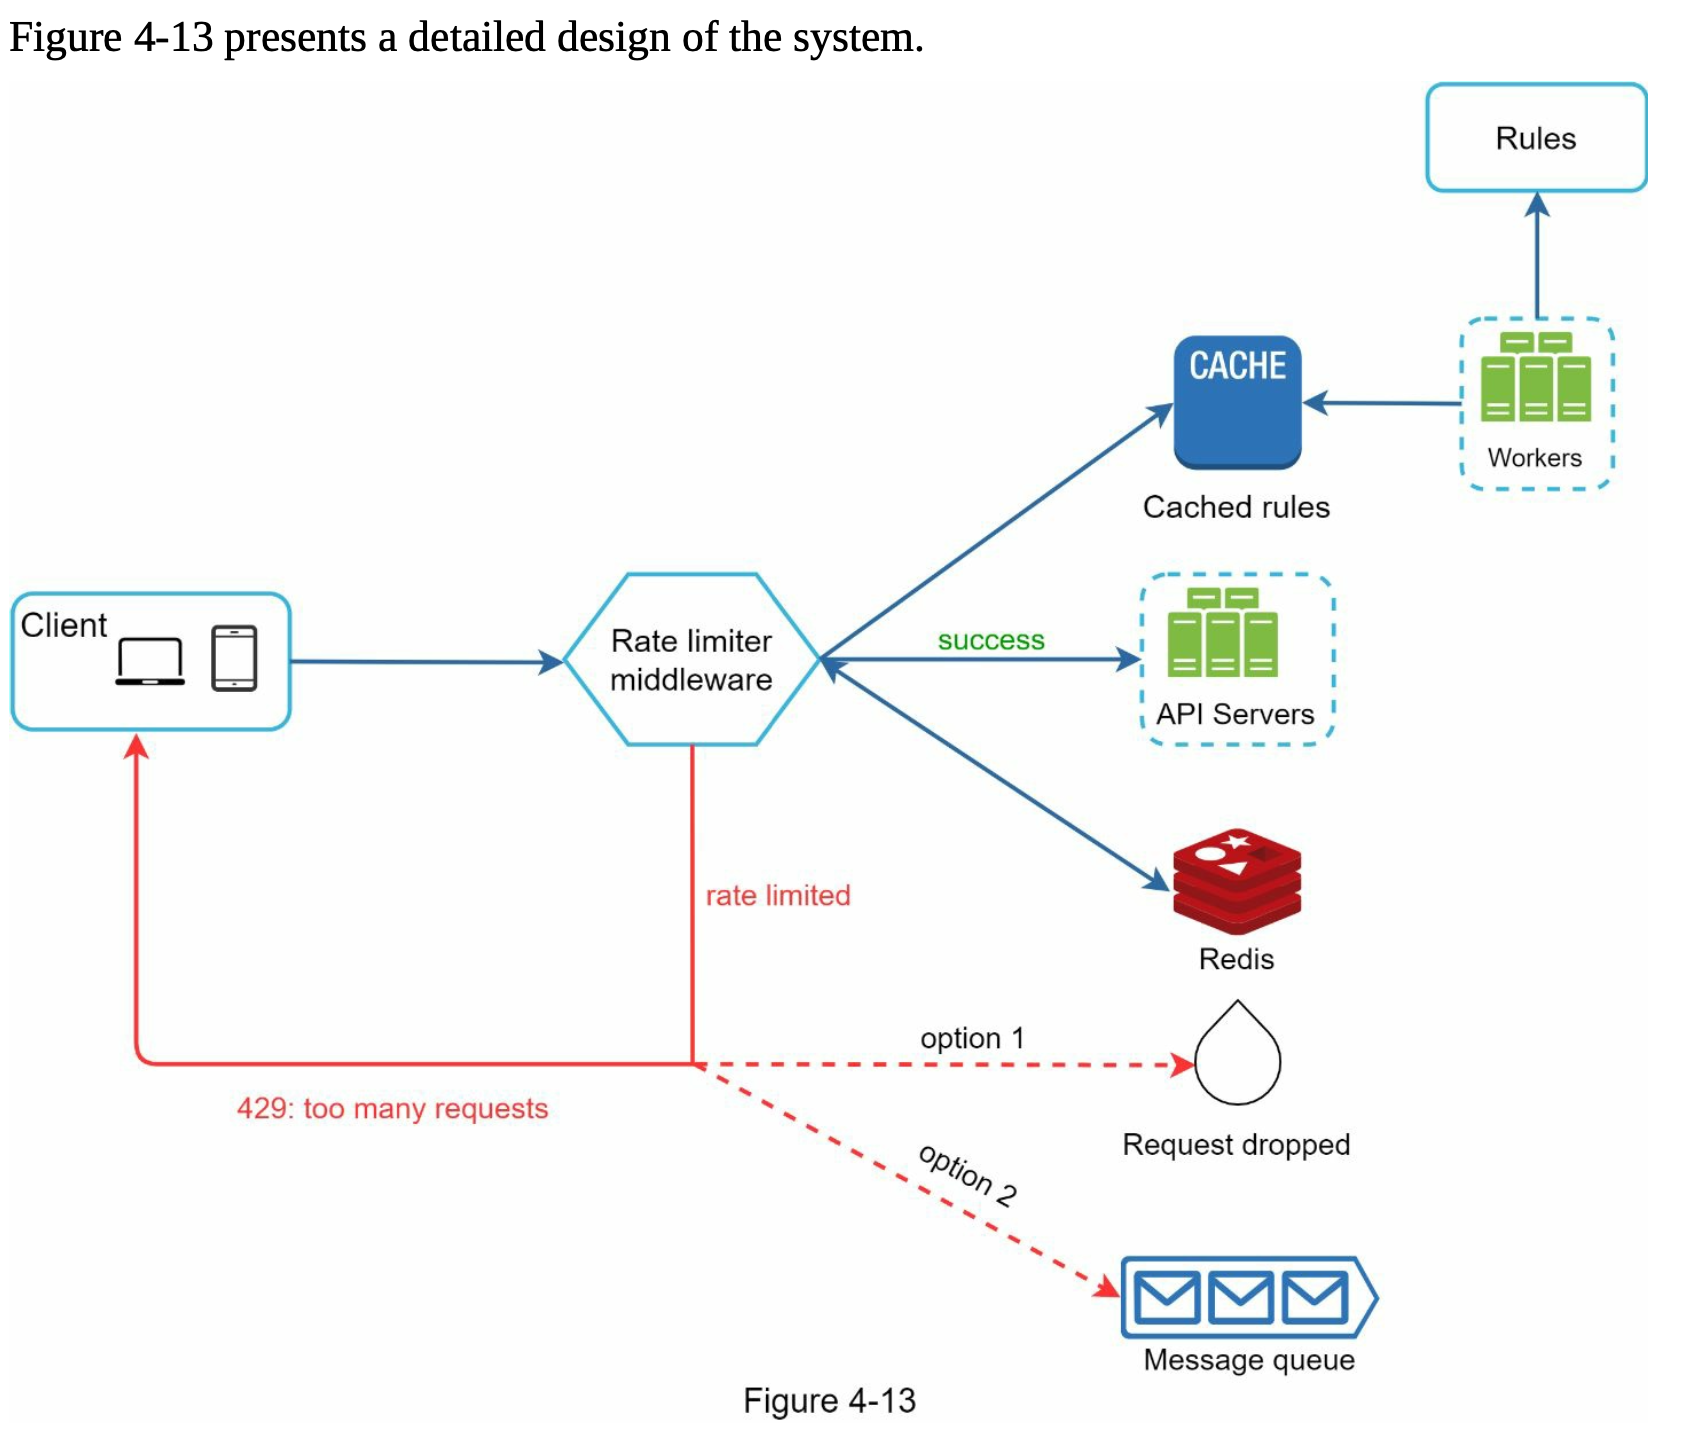 Figure 4-13 presents a detailed design of the system.
Rules
CACHE
Workers
Cached rules
Client
Rate limiter
middleware
success
API Servers
rate limited
Redis
option 1
429: too many requests
Request dropped
option 2
Message queue
Figure 4-13